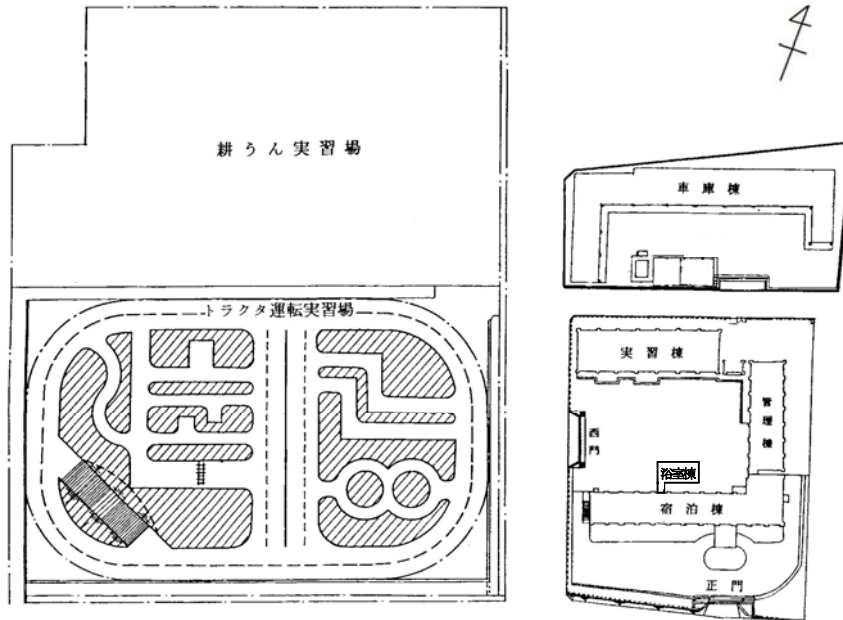 耕うん実習場
車庫棟
トラクタ運転実習場
実習棟
管理棟
西門
浴室棟
宿泊棟
正門